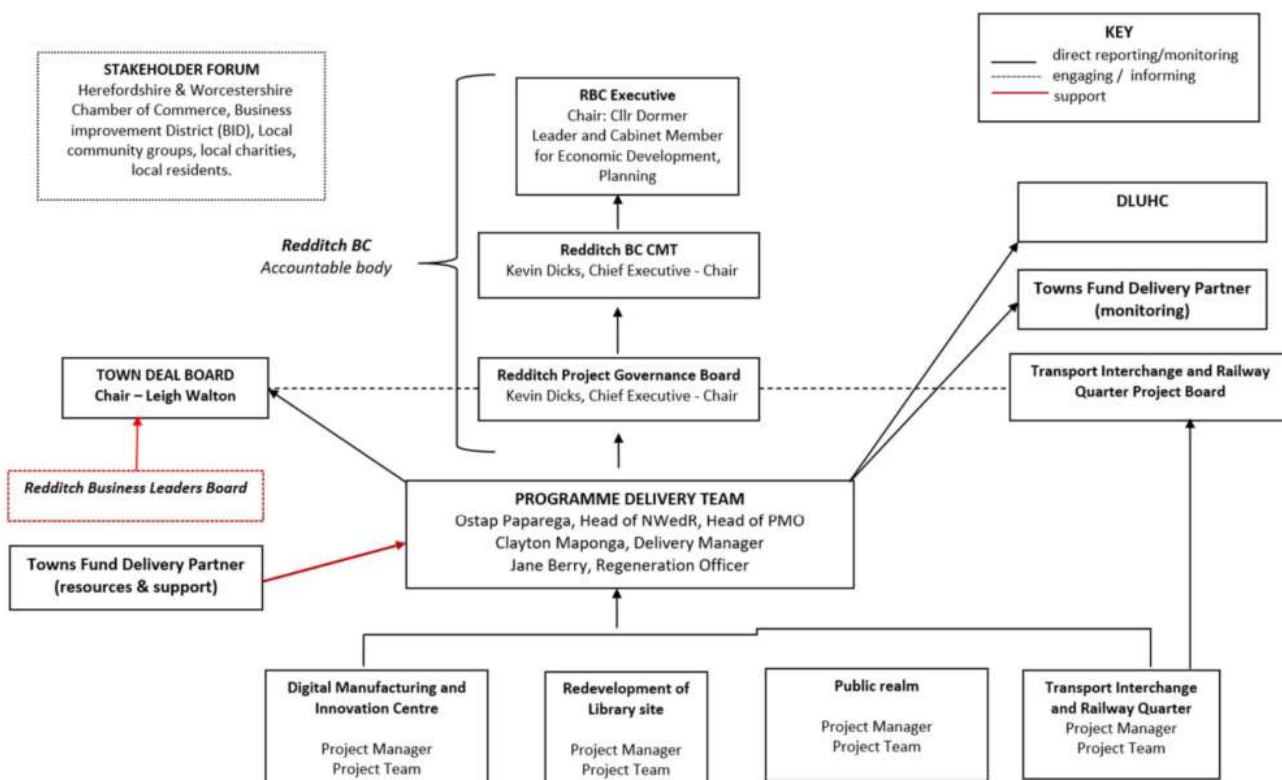 STAKEHOLDER FORUM
Herefordshire & Worcestershire
Chamber of Commerce, Business
improvement District (BID), Local
community groups, local charities,
local residents.
RBC Executive
Chair: Cllr Dormer
Leader and Cabinet Member
for Economic Development,
Planning
KEY
direct reporting/monitoring
engaging / informing
support
Redditch BC
Accountable body
Redditch BC CMT
Kevin Dicks, Chief Executive - Chair
DLUHC
Towns Fund Delivery Partner
(monitoring)
TOWN DEAL BOARD
Chair – Leigh Walton
Redditch Project Governance Board
Kevin Dicks, Chief Executive - Chair
Transport Interchange and Railway
Quarter Project Board
Redditch Business Leaders Board
Towns Fund Delivery Partner
(resources & support)
PROGRAMME DELIVERY TEAM
Ostap Paparega, Head of NWedR, Head of PMO
Clayton Maponga, Delivery Manager
Jane Berry, Regeneration Officer
Digital Manufacturing and
Innovation Centre
Project Manager
Project Team
Redevelopment of
Library site
Project Manager
Project Team
Public realm
Project Manager
Project Team
Transport Interchange
and Railway Quarter
Project Manager
Project Team